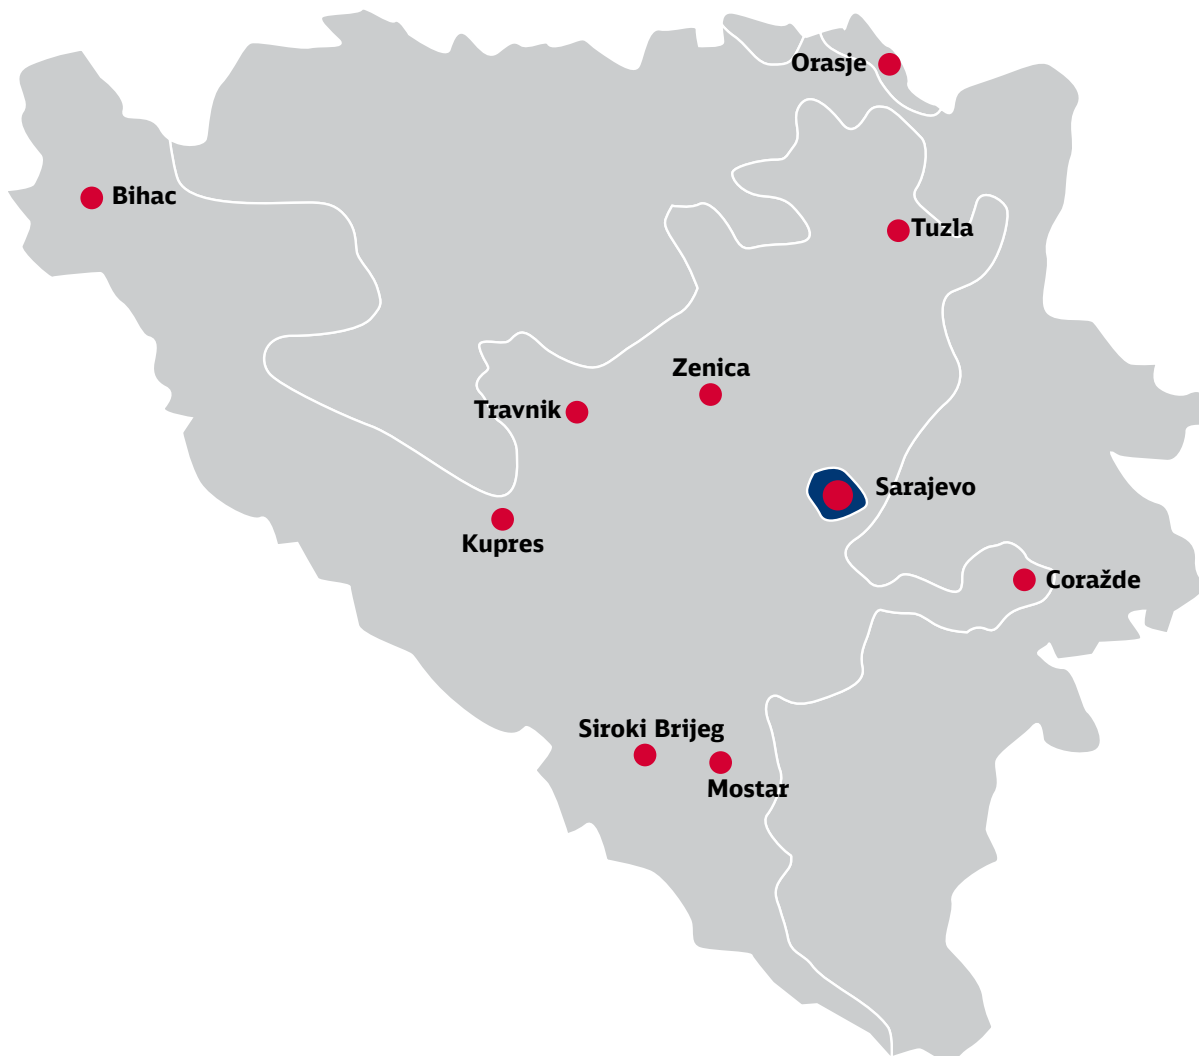 Orasje
Bihac
Tuzla
Zenica
Travnik
Sarajevo
Kupres
Coražde
Siroki Brijeg
Mostar